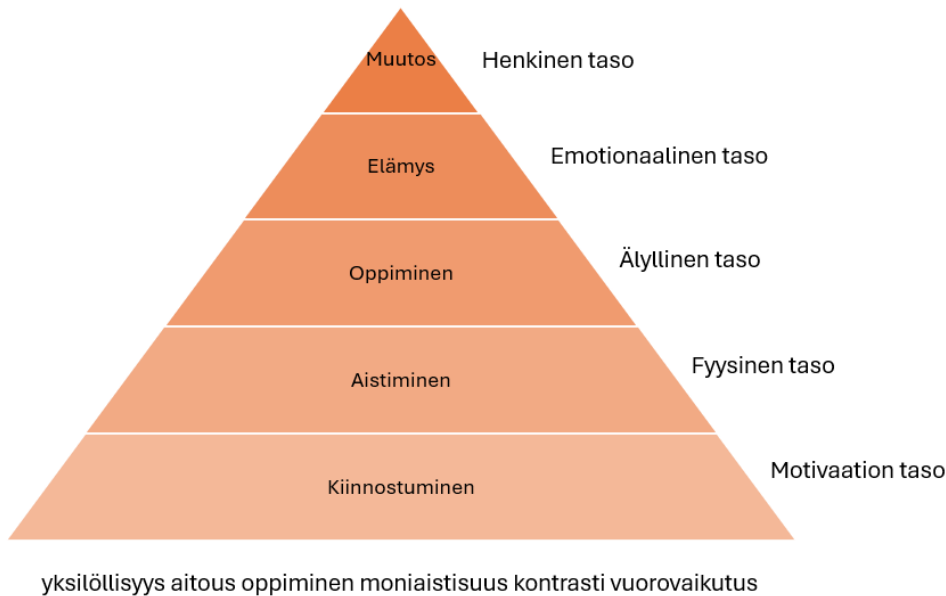 Muutos Henkinen taso
Elämys Emotionaalinen taso
Oppiminen Älyllinen taso
Aistiminen Fyysinen taso
Kiinnostuminen Motivaation taso
yksilöllisyys aitous oppiminen moniaistisuus kontrasti vuorovaikutus